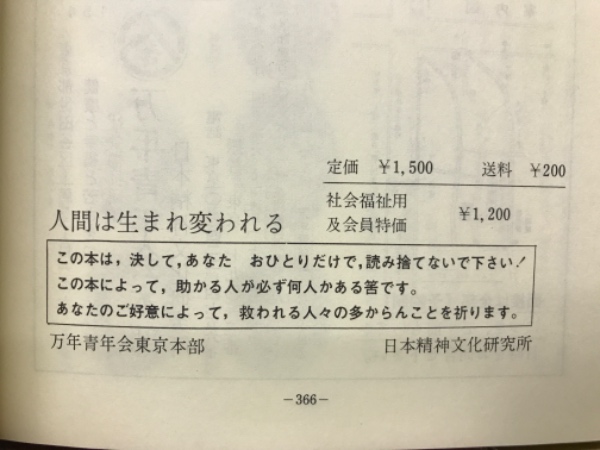 定価 ¥1,500 送料 ¥200
社会福祉用
及会員特価 ¥1,200
人間は生まれ変われる
この本は，決して，あなた おひとりだけで，読み捨てないで下さい！
この本によって，助かる人が必ず何人かある筈です。
あなたのご好意によって，救われる人々の多からんことを祈ります。
万年青年会東京本部 日本精神文化研究所
－366－